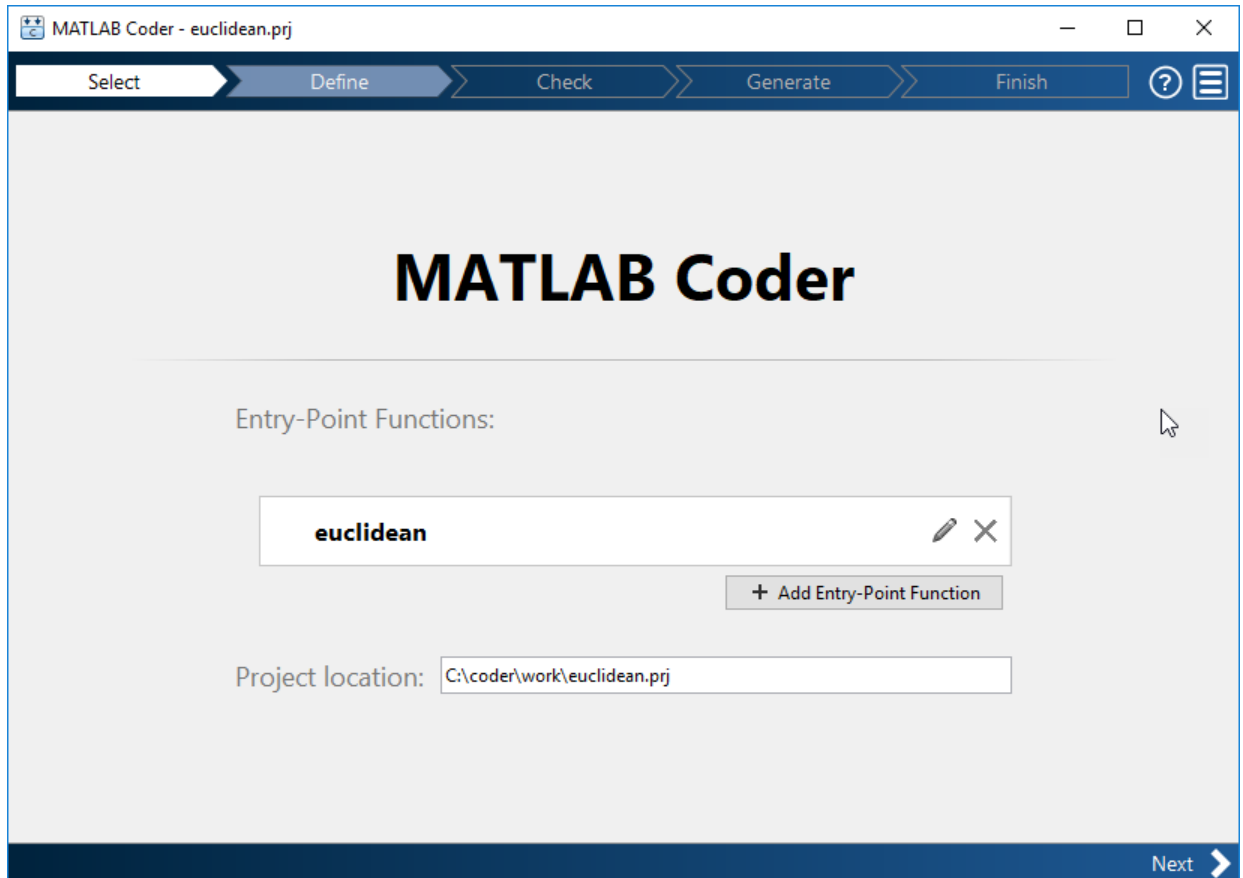 MATLAB Coder - euclidean.prj
Select Define Check Generate Finish
MATLAB Coder
Entry-Point Functions:
euclidean
+ Add Entry-Point Function
Project location: C:\coder\work\euclidean.prj
Next